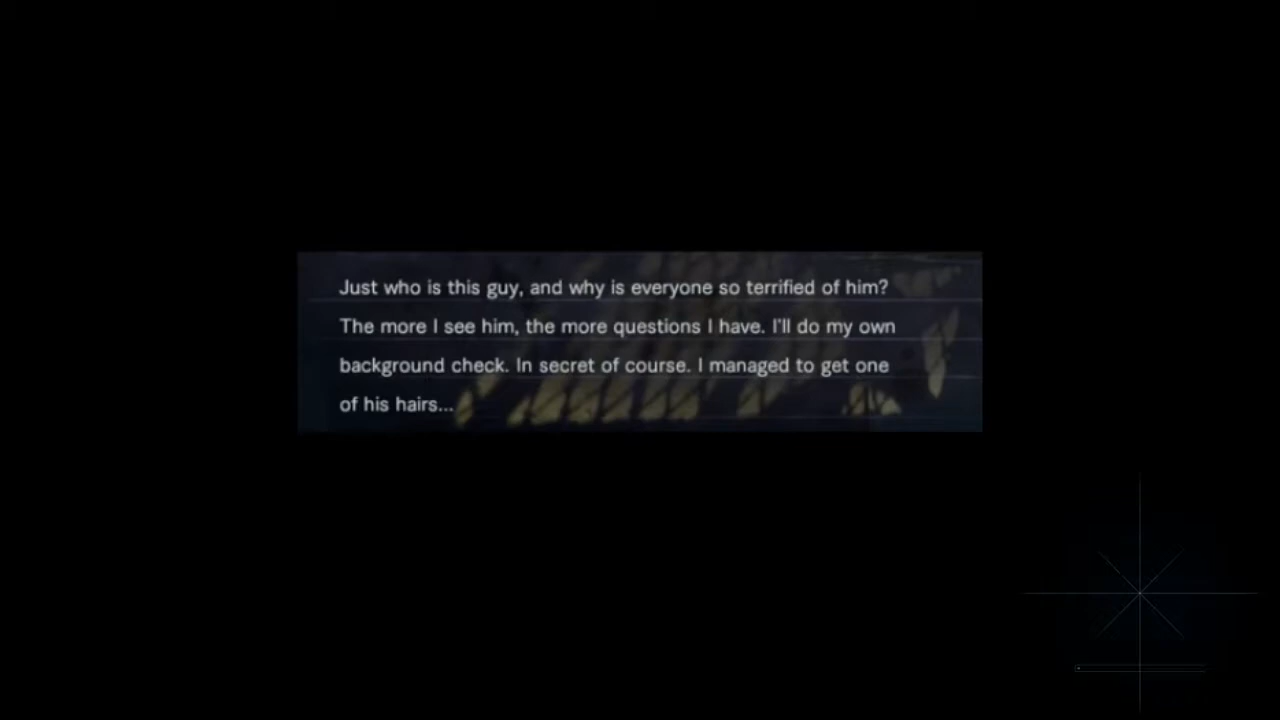 Just who is this guy, and why is everyone so terrified of him?
The more I see him, the more questions I have. I'll do my own
background check. In secret of course. I managed to get one
of his hairs...